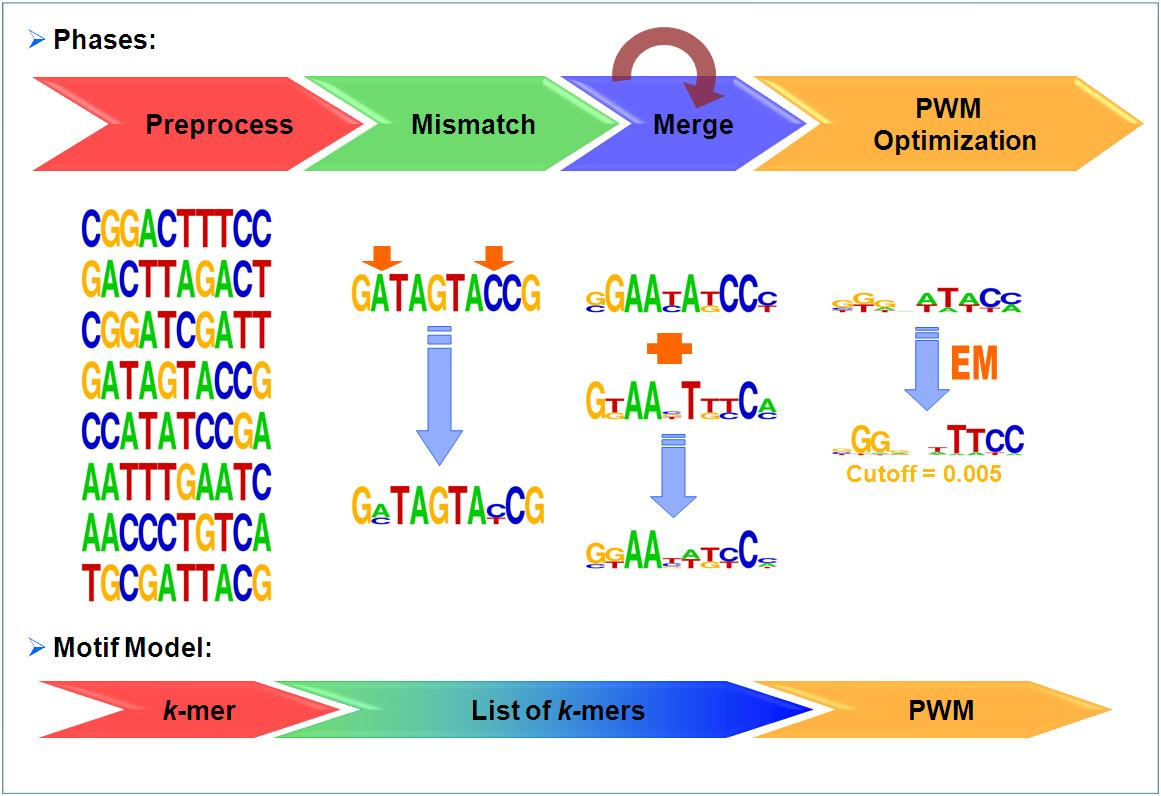 Phases:
Preprocess
Mismatch
Merge
PWM
Optimization
CGGACTTTCC
GACTTAGACT
CGGATCGATT
GATAGTACCG
CCATATCCGA
AATTTGAATC
AACCCTGTCA
TGCGATTACG
GATAGTACCG
EM
Cutoff = 0.005
Motif Model:
k-mer
List of k-mers
PWM